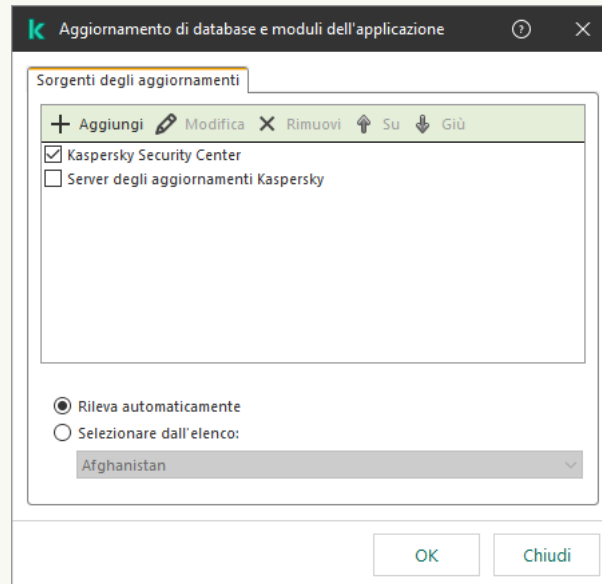 Aggiornamento di database e moduli dell'applicazione
Sorgenti degli aggiornamenti
Aggiungi Modifica Rimuovi Su Giù
Kaspersky Security Center
Server degli aggiornamenti Kaspersky
Rileva automaticamente
Selezionare dall'elenco:
Afghanistan
OK Chiudi